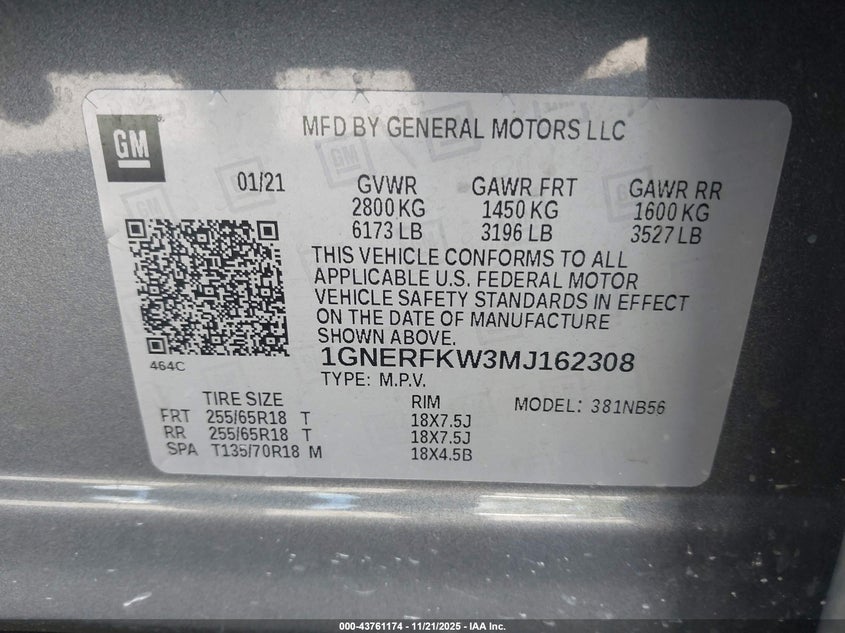 GM
MFD BY GENERAL MOTORS LLC
01/21
GVWR GAWR FRT GAWR RR
2800 KG 1450 KG 1600 KG
6173 LB 3196 LB 3527 LB
THIS VEHICLE CONFORMS TO ALL
APPLICABLE U.S. FEDERAL MOTOR
VEHICLE SAFETY STANDARDS IN EFFECT
ON THE DATE OF MANUFACTURE
SHOWN ABOVE.
464C
1GNERFKW3MJ162308
TYPE: M.P.V.
TIRE SIZE RIM MODEL: 381NB56
FRT 255/65R18 T 18X7.5J
RR 255/65R18 T 18X7.5J
SPA T135/70R18 M 18X4.5B
000-43761174 - 11/21/2025 - IAA Inc.